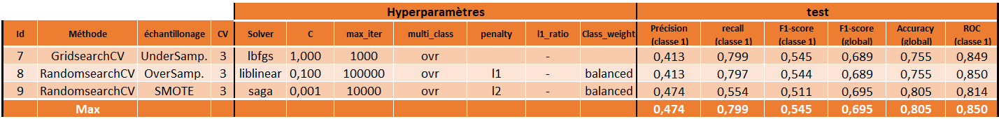 Hyperparamètres test
Id Méthode échantillonage CV Solver C max_iter multi_class penalty l1_ratio Class_weight Précision (classe 1) recall (classe 1) F1-score (classe 1) F1-score (global) Accuracy (global) ROC (classe 1)
7 GridsearchCV UnderSamp. 3 lbfgs 1,000 1000 ovr - 0,413 0,799 0,545 0,689 0,755 0,849
8 RandomsearchCV OverSamp. 3 liblinear 0,100 100000 ovr l1 - balanced 0,413 0,797 0,544 0,689 0,755 0,850
9 RandomsearchCV SMOTE 3 saga 0,001 10000 ovr l2 - balanced 0,474 0,554 0,511 0,695 0,805 0,814
Max 0,474 0,799 0,545 0,695 0,805 0,850